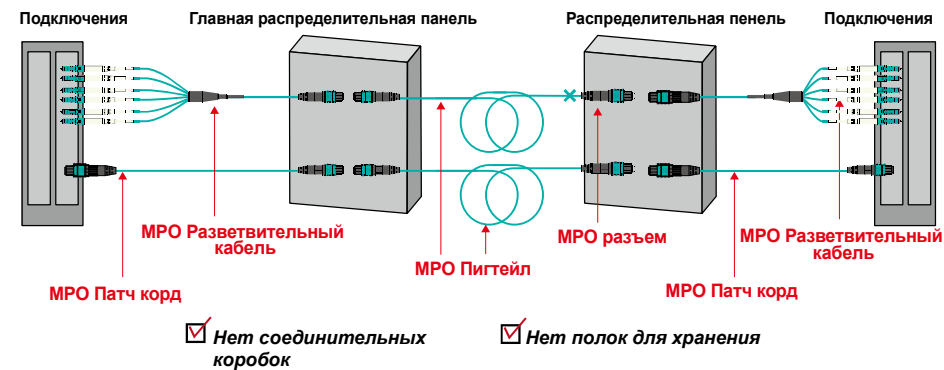 Подключения
Главная распределительная панель
Распределительная пенель
Подключения
МРО Разветвительный
кабель
МРО разъем
МРО Разветвительный
кабель
МРО Пигтейл
МРО Патч корд
МРО Патч корд
Нет соединительных
коробок
Нет полок для хранения